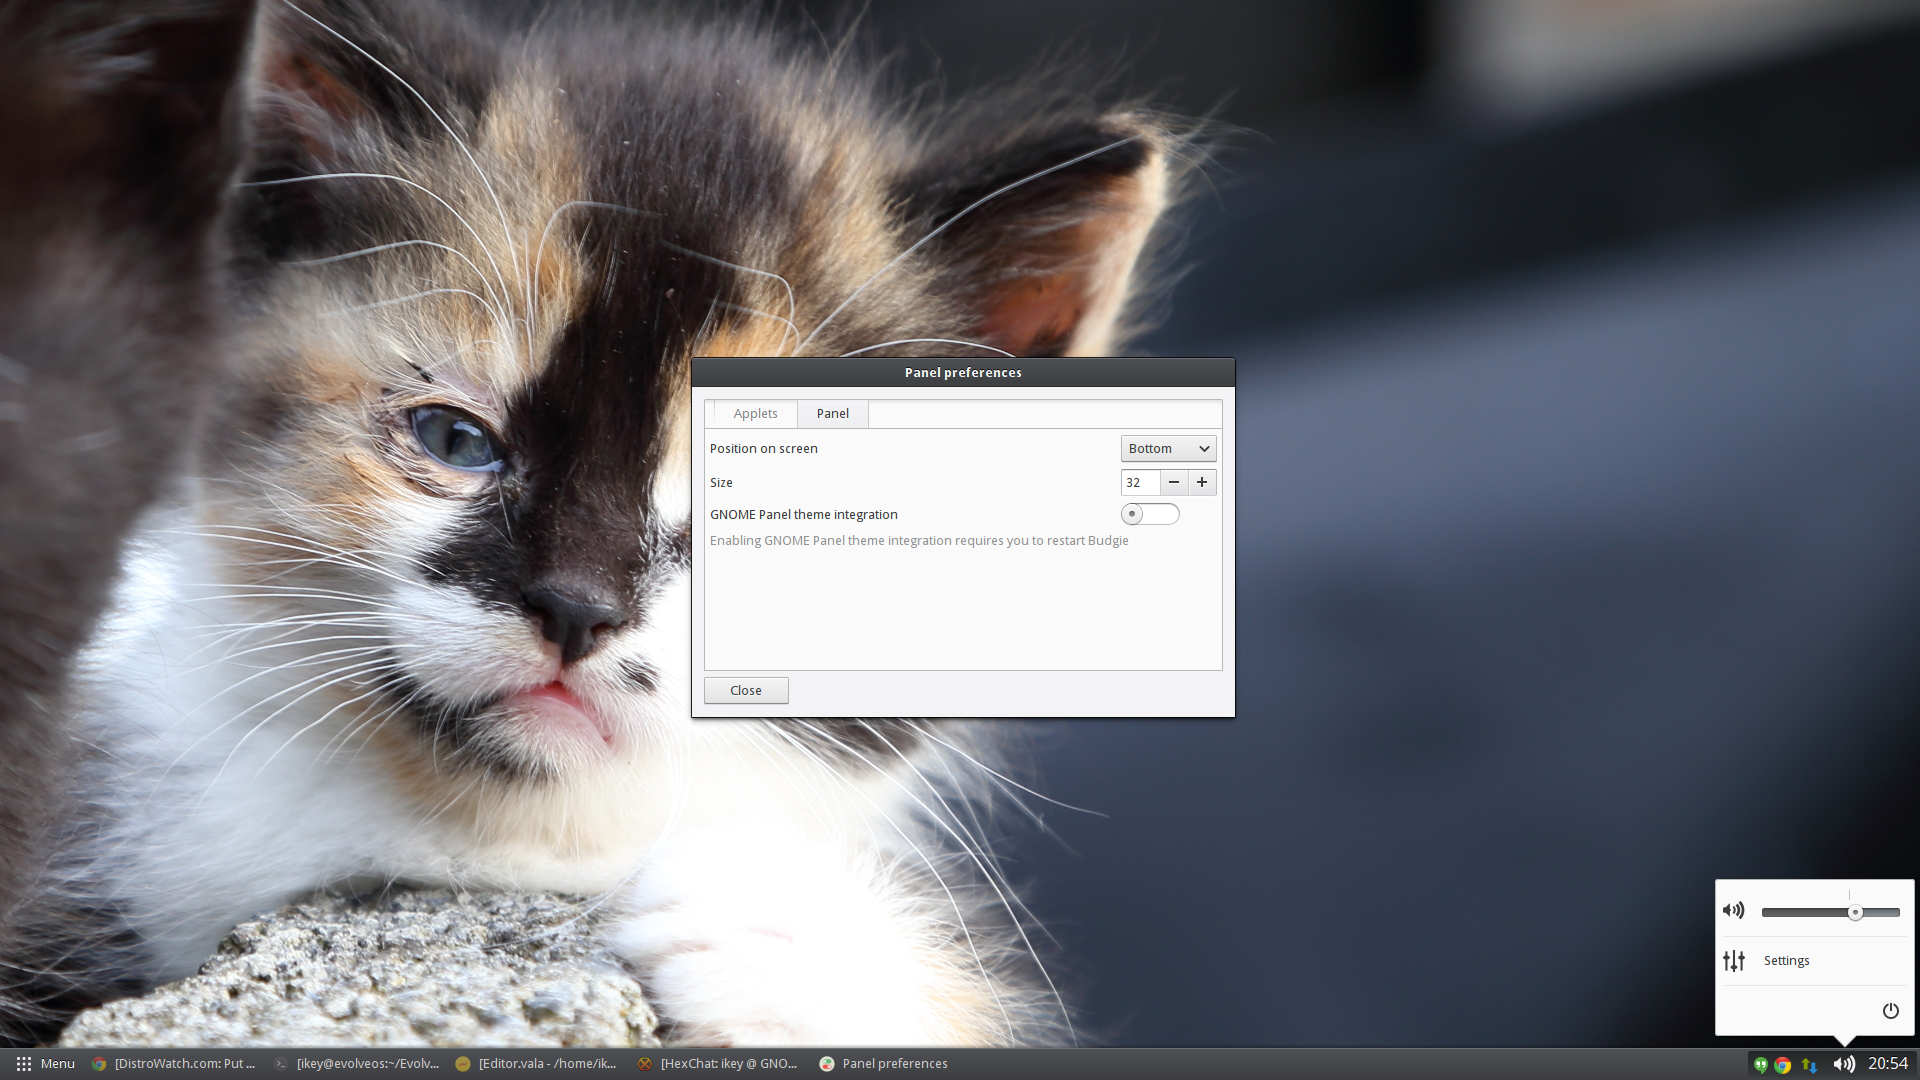 Panel preferences
Applets
Panel
Position on screen
Bottom
Size
32
GNOME Panel theme integration
Enabling GNOME Panel theme integration requires you to restart Budgie
Close
Settings
Menu
[DistroWatch.com: Put ...
[ikey@evolveos:~/Evolv...
[Editor.vala - /home/ik...
[HexChat: ikey @ GNO...
Panel preferences
20:54